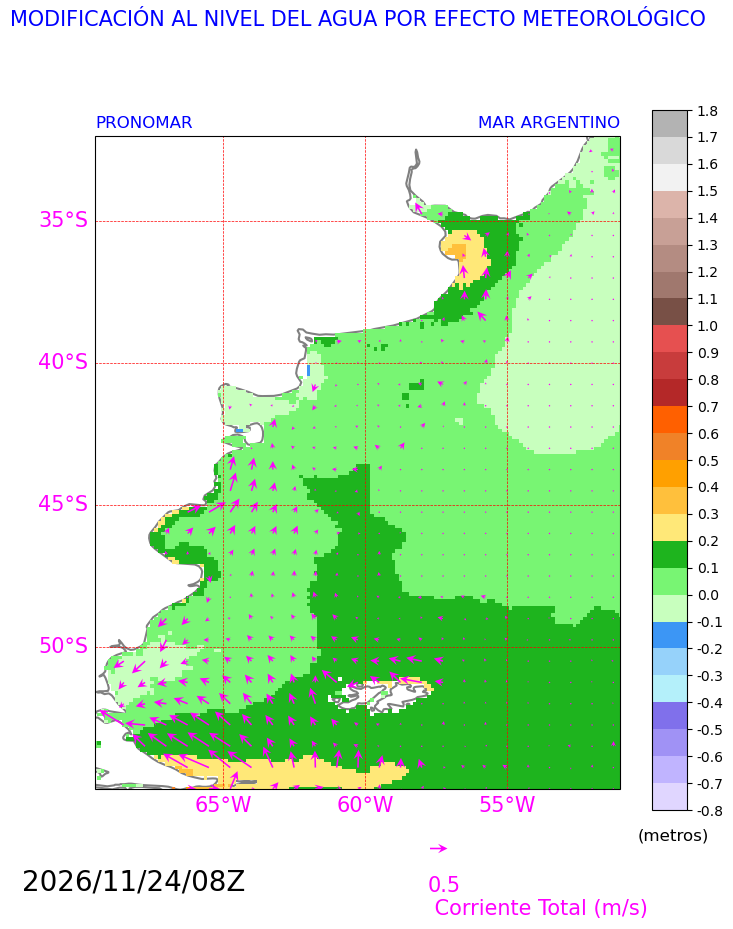 MODIFICACIÓN AL NIVEL DEL AGUA POR EFECTO METEOROLÓGICO
PRONOMAR
MAR ARGENTINO
35°S
40°S
45°S
50°S
65°W
60°W
55°W
1.8
1.7
1.6
1.5
1.4
1.3
1.2
1.1
1.0
0.9
0.8
0.7
0.6
0.5
0.4
0.3
0.2
0.1
0.0
-0.1
-0.2
-0.3
-0.4
-0.5
-0.6
-0.7
-0.8
(metros)
2026/11/24/08Z
0.5
Corriente Total (m/s)